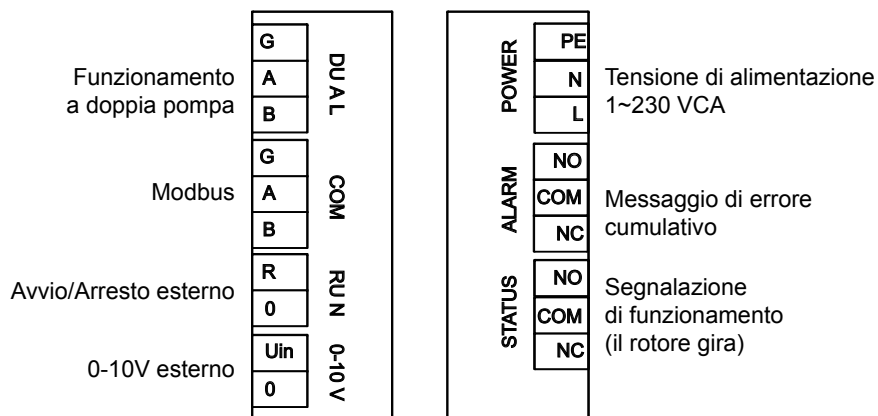 Funzionamento
a doppia pompa
G
A
B
DUAL
Modbus
G
A
B
COM
Avvio/Arresto esterno
R
0
RUN
0-10V esterno
Uin
0
0-10V
POWER
PE
N
L
Tensione di alimentazione
1~230 VCA
ALARM
NO
COM
NC
Messaggio di errore
cumulativo
STATUS
NO
COM
NC
Segnalazione
di funzionamento
(il rotore gira)